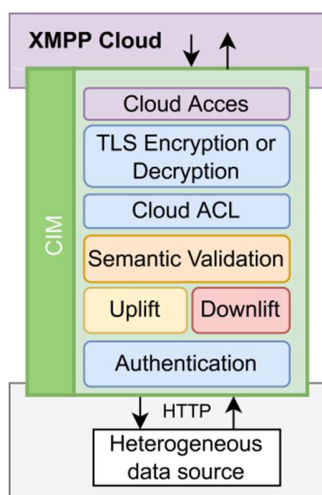 XMPP Cloud
CIM
Cloud Acces
TLS Encryption or
Decryption
Cloud ACL
Semantic Validation
Uplift
Downlift
Authentication
HTTP
Heterogeneous
data source